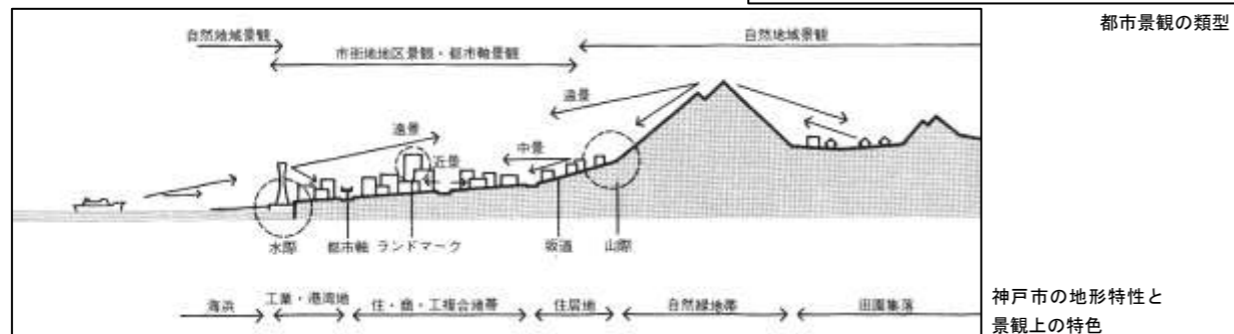 都市景観の類型
自然地域景観
市街地地区景観・都市軸景観
自然地域景観
遠景
遠景
近景
中景
水際
都市軸
ランドマーク
坂道
山際
海浜
工業・港湾地
住・商・工複合地帯
住居地
自然緑地帯
田園集落
神戸市の地形特性と
景観上の特色